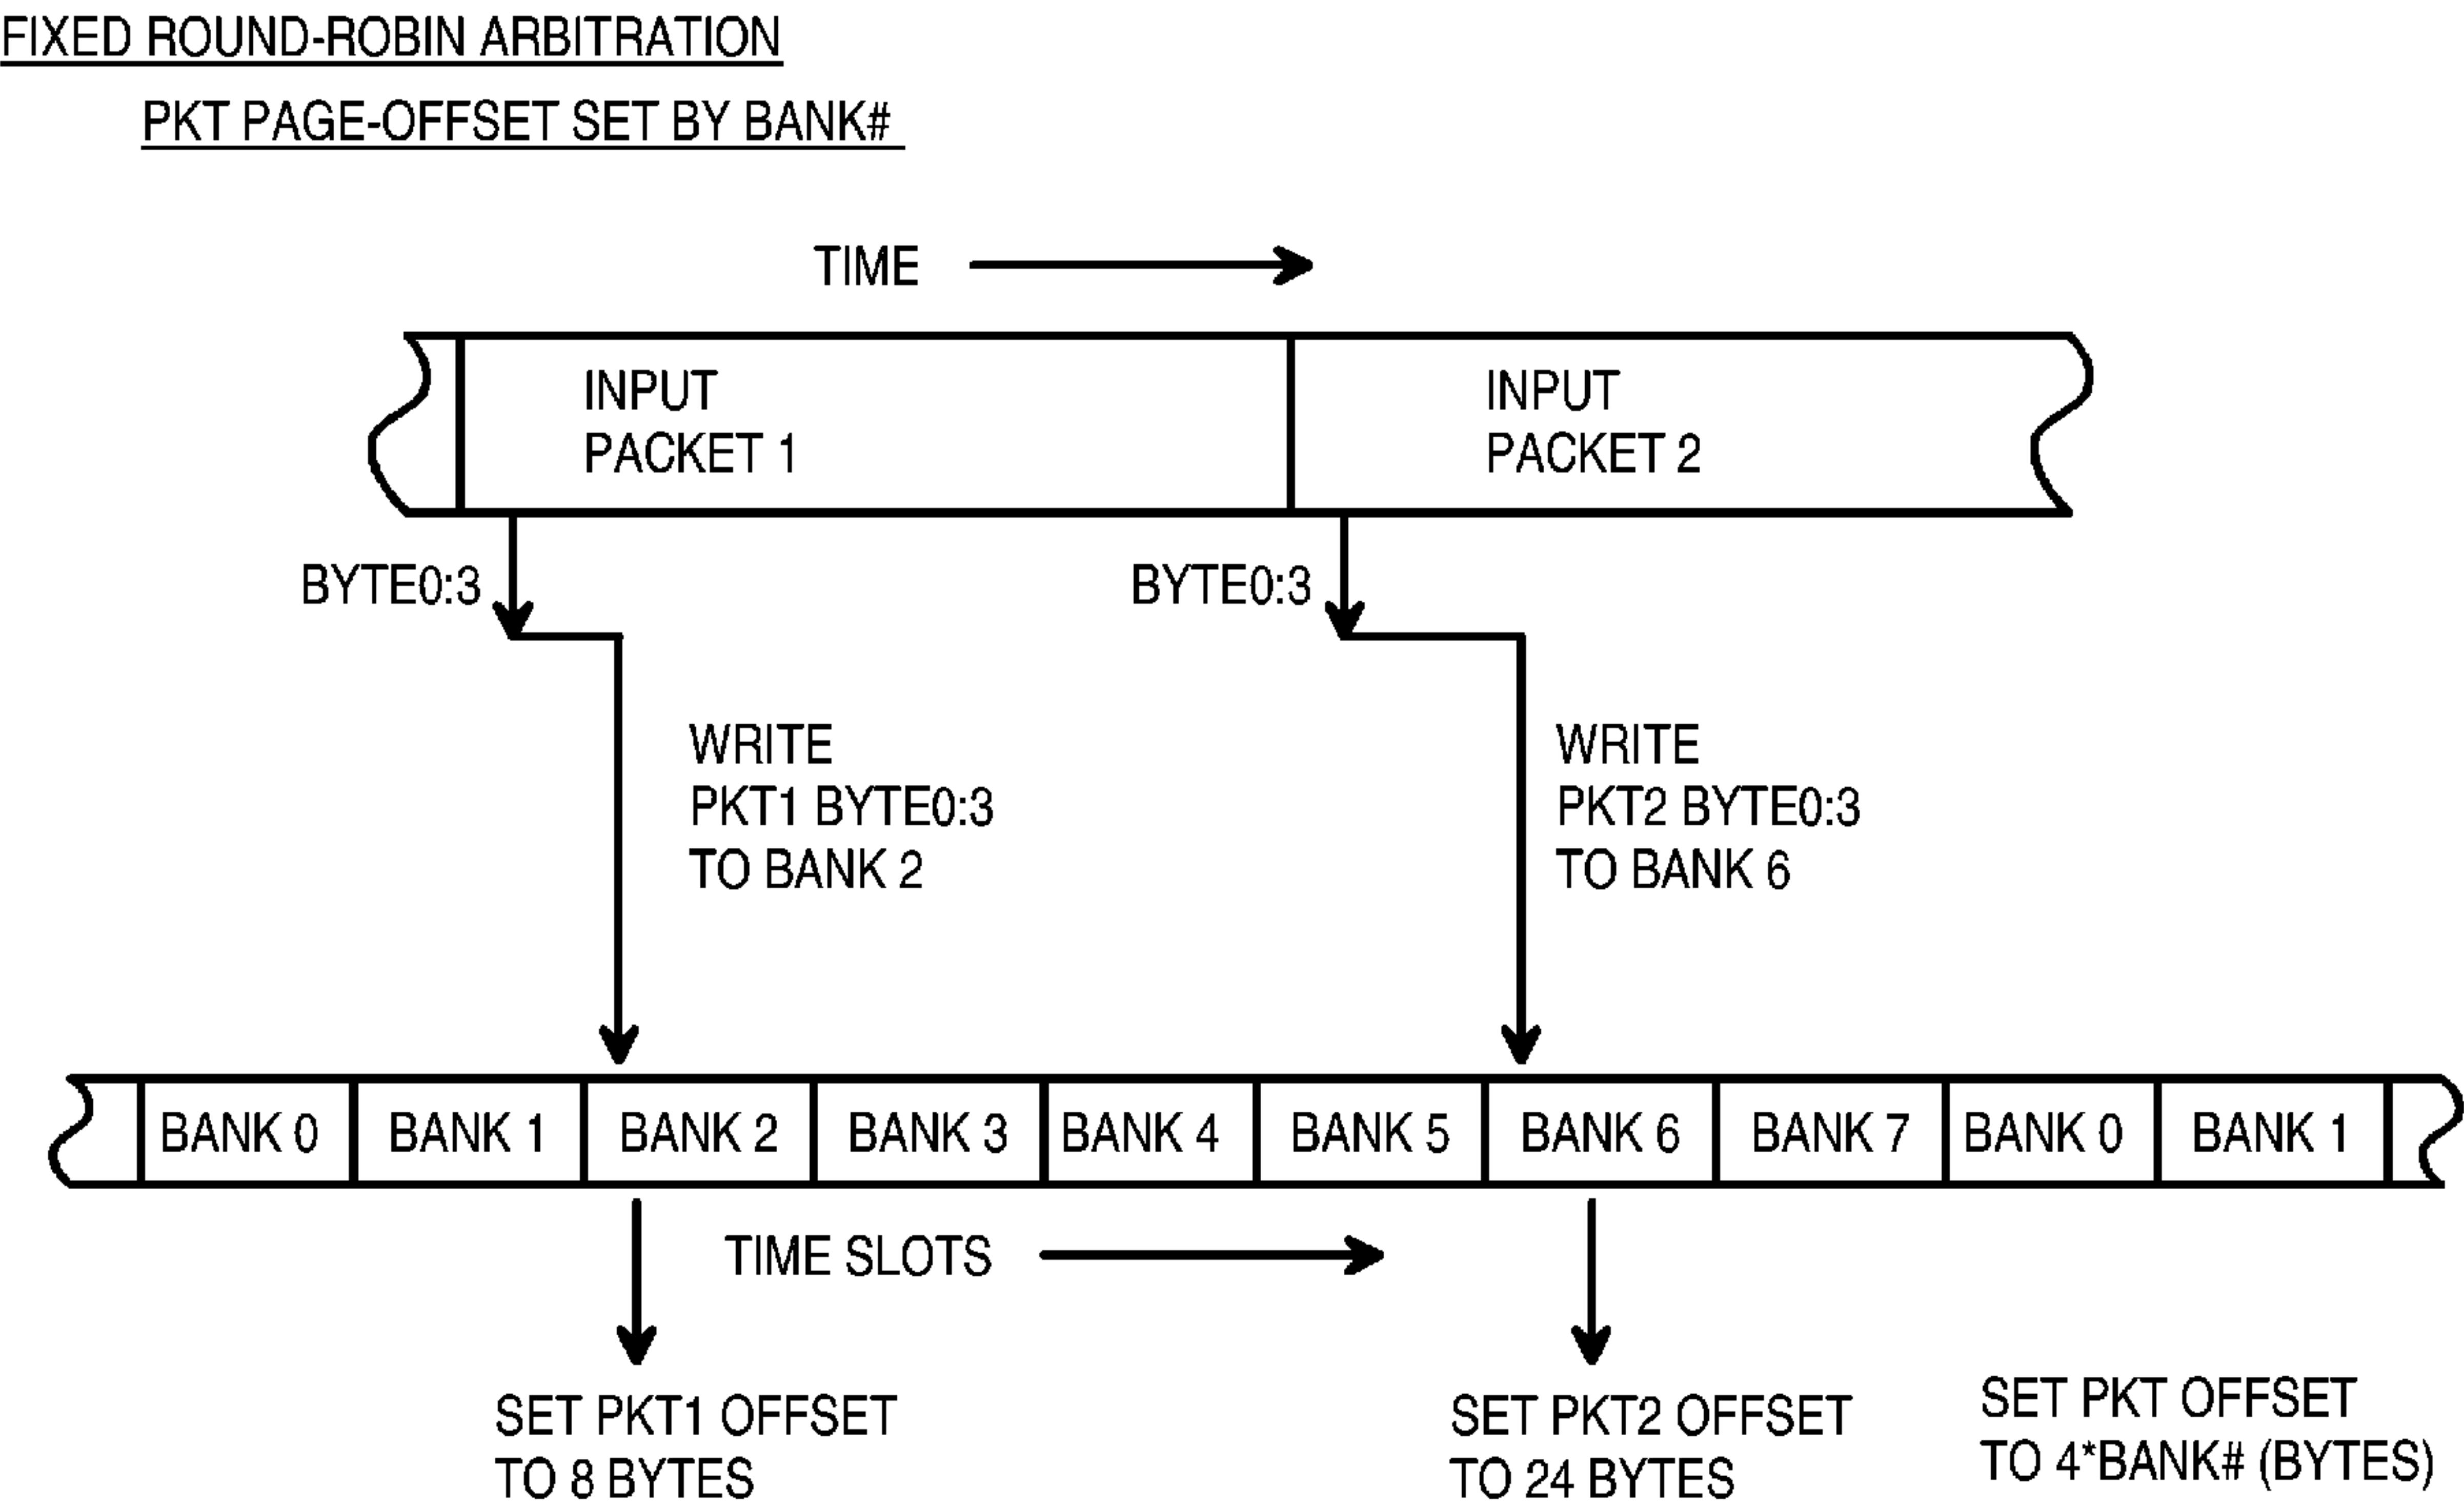 FIXED ROUND-ROBIN ARBITRATION
PKT PAGE-OFFSET SET BY BANK#
TIME
INPUT
PACKET 1
INPUT
PACKET 2
BYTE0:3
BYTE0:3
WRITE
PKT1 BYTE0:3
TO BANK 2
WRITE
PKT2 BYTE0:3
TO BANK 6
BANK 0 BANK 1 BANK 2 BANK 3 BANK 4 BANK 5 BANK 6 BANK 7 BANK 0 BANK 1
TIME SLOTS
SET PKT1 OFFSET
TO 8 BYTES
SET PKT2 OFFSET
TO 24 BYTES
SET PKT OFFSET
TO 4*BANK# (BYTES)